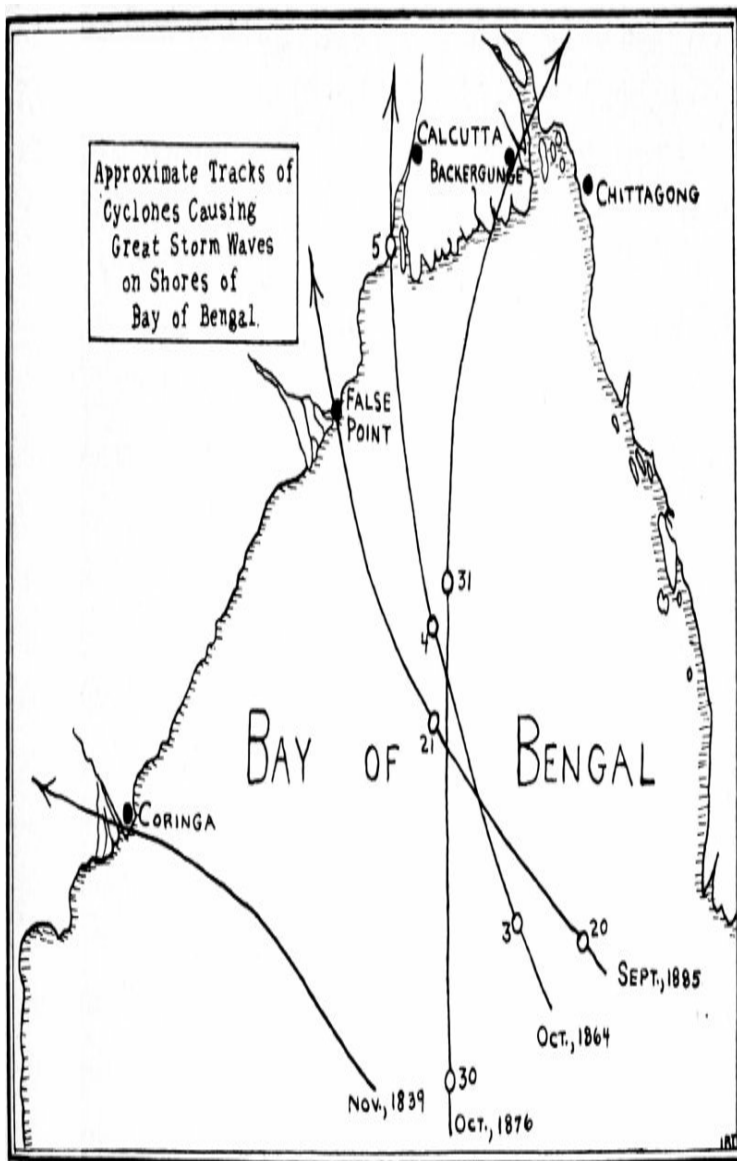 Approximate Tracks of
Cyclones Causing
Great Storm Waves
on Shores of
Bay of Bengal.
CALCUTTA
BACKERGUNGE
CHITTAGONG
5
FALSE
POINT
31
4
21
BAY OF BENGAL
CORINGA
3
20
SEPT., 1885
OCT., 1864
30
NOV., 1839
OCT., 1876